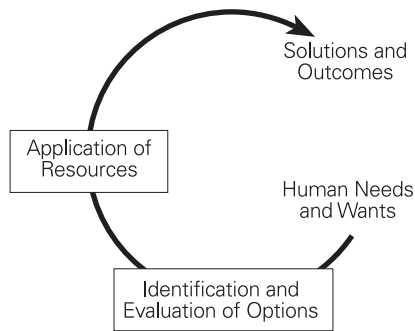 Solutions and
Outcomes
Application of
Resources
Human Needs
and Wants
Identification and
Evaluation of Options